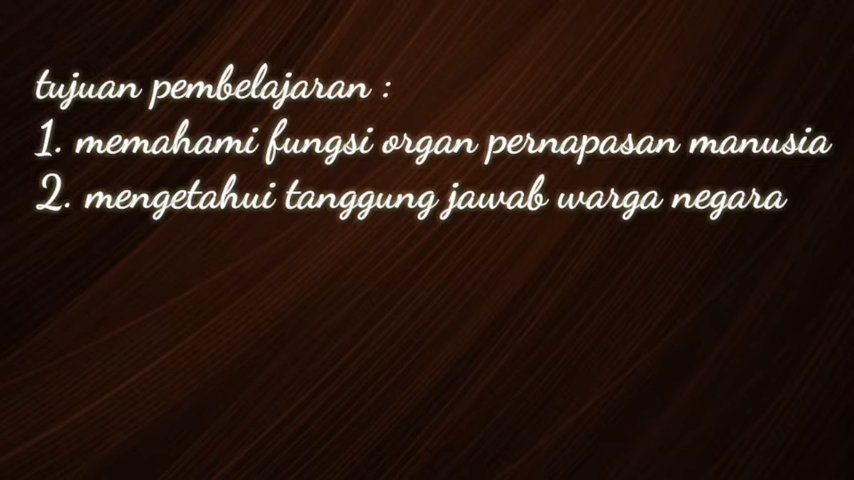 tujuan pembelajaran :
1. memahami fungsi organ pernapasan manusia
2. mengetahui tanggung jawab warga negara